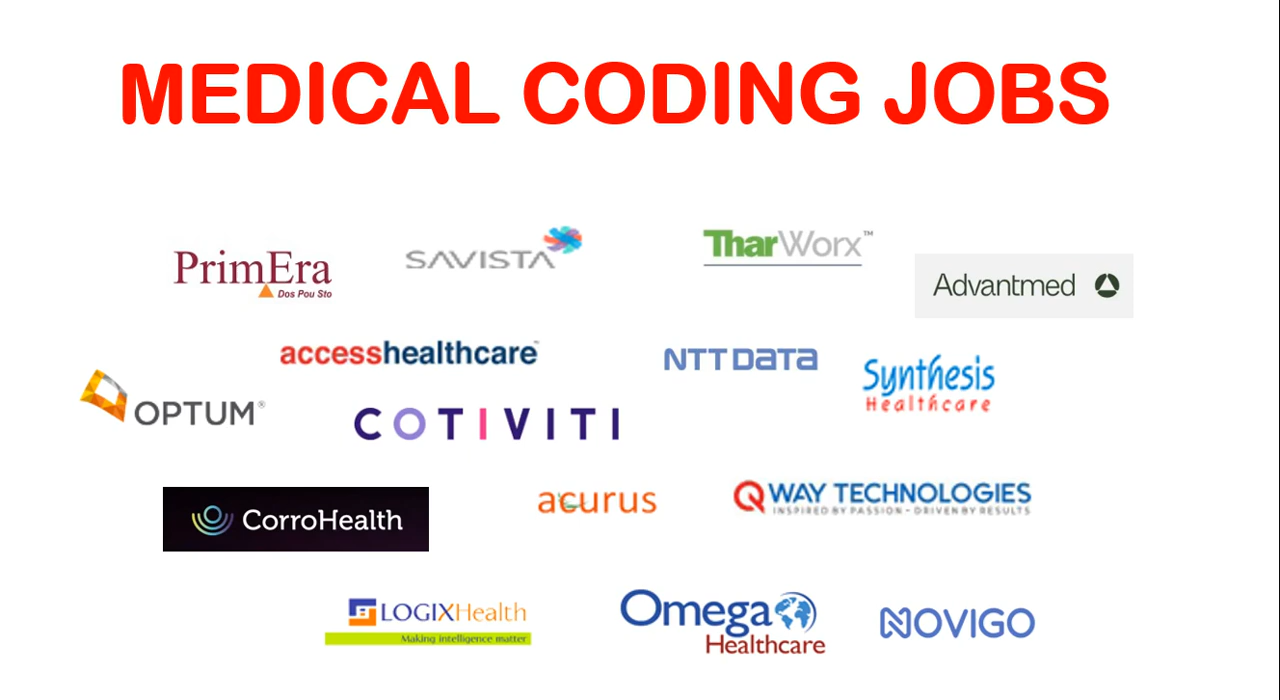 MEDICAL CODING JOBS
PrimEra
Dos Pou Sto
SAVISTA
TharWorx™
Advantmed
accesshealthcare
NTT DATA
Synthesis
Healthcare
OPTUM®
COTIVITI
CorroHealth
acurus
QWAY TECHNOLOGIES
INSPIRED BY PASSION - DRIVEN BY RESULTS
LOGIXHealth
Making intelligence matter
Omega
Healthcare
NOVIGO